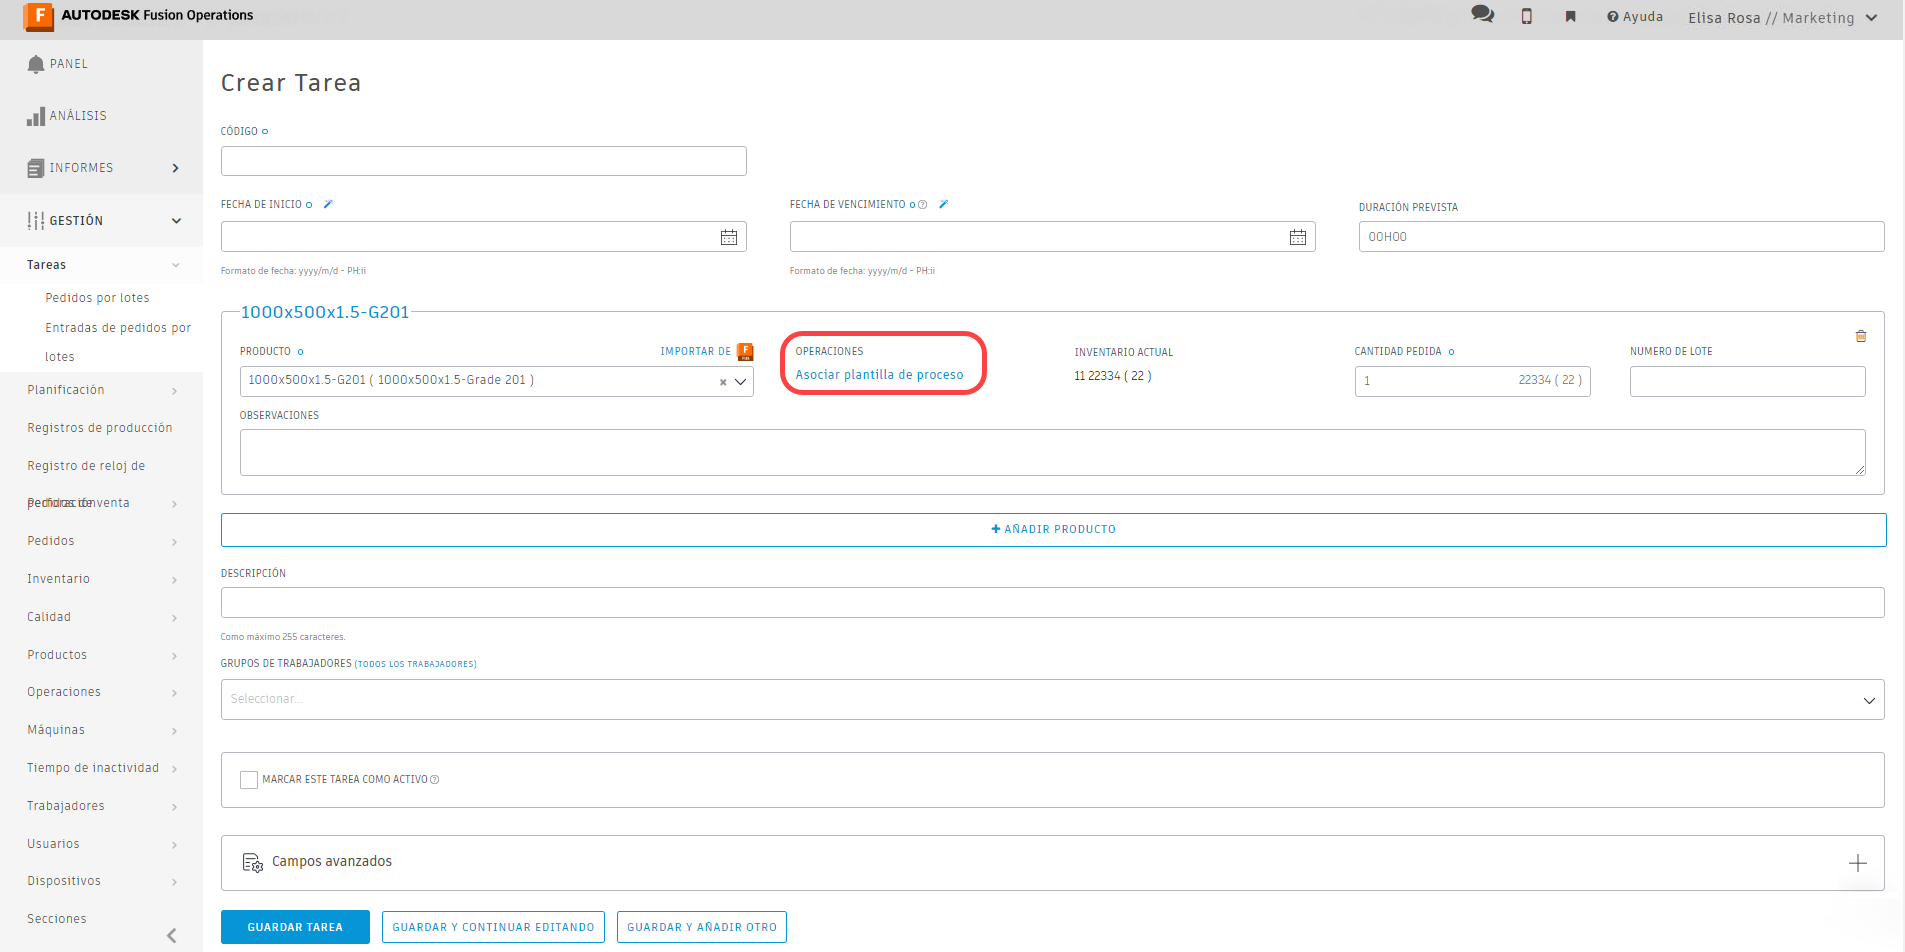 AUTODESK Fusion Operations
Ayuda
Elisa Rosa // Marketing
PANEL
ANÁLISIS
INFORMES
GESTIÓN
Tareas
Pedidos por lotes
Entradas de pedidos por
lotes
Planificación
Registros de producción
Registro de reloj de
perforación
Pedidos de venta
Pedidos
Inventario
Calidad
Productos
Operaciones
Máquinas
Tiempo de inactividad
Trabajadores
Usuarios
Dispositivos
Secciones
Crear Tarea
CÓDIGO
FECHA DE INICIO
FECHA DE VENCIMIENTO
DURACIÓN PREVISTA
00H00
Formato de fecha: yyyy/m/d - PH:ii
Formato de fecha: yyyy/m/d - PH:ii
1000x500x1.5-G201
PRODUCTO
IMPORTAR DE
OPERACIONES
INVENTARIO ACTUAL
CANTIDAD PEDIDA
NUMERO DE LOTE
1000x500x1.5-G201 ( 1000x500x1.5-Grade 201 )
Asociar plantilla de proceso
11 22334 ( 22 )
1
22334 ( 22 )
OBSERVACIONES
+ AÑADIR PRODUCTO
DESCRIPCIÓN
Como máximo 255 caracteres.
GRUPOS DE TRABAJADORES (TODOS LOS TRABAJADORES)
Seleccionar...
MARCAR ESTE TAREA COMO ACTIVO
Campos avanzados
GUARDAR TAREA
GUARDAR Y CONTINUAR EDITANDO
GUARDAR Y AÑADIR OTRO